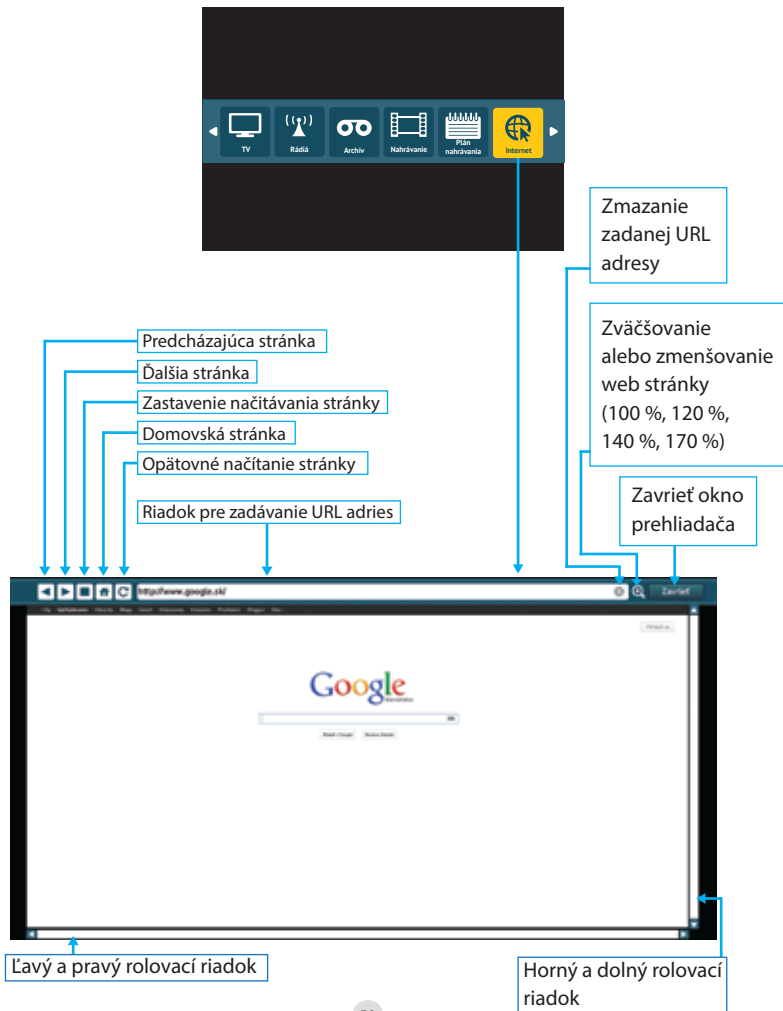 TV
Rádiá
Archív
Nahrávanie
Plán
nahrávania
Internet
Zmazanie
zadanej URL
adresy
Zväčšovanie
alebo zmenšovanie
web stránky
(100 %, 120 %,
140 %, 170 %)
Zavrieť okno
prehliadača
Predcházajúca stránka
Ďalšia stránka
Zastavenie načitávania stránky
Domovská stránka
Opätovné načítanie stránky
Riadok pre zadávanie URL adries
http://www.google.sk/
Zavrieť
Google
Ľavý a pravý rolovací riadok
Horný a dolný rolovací
riadok